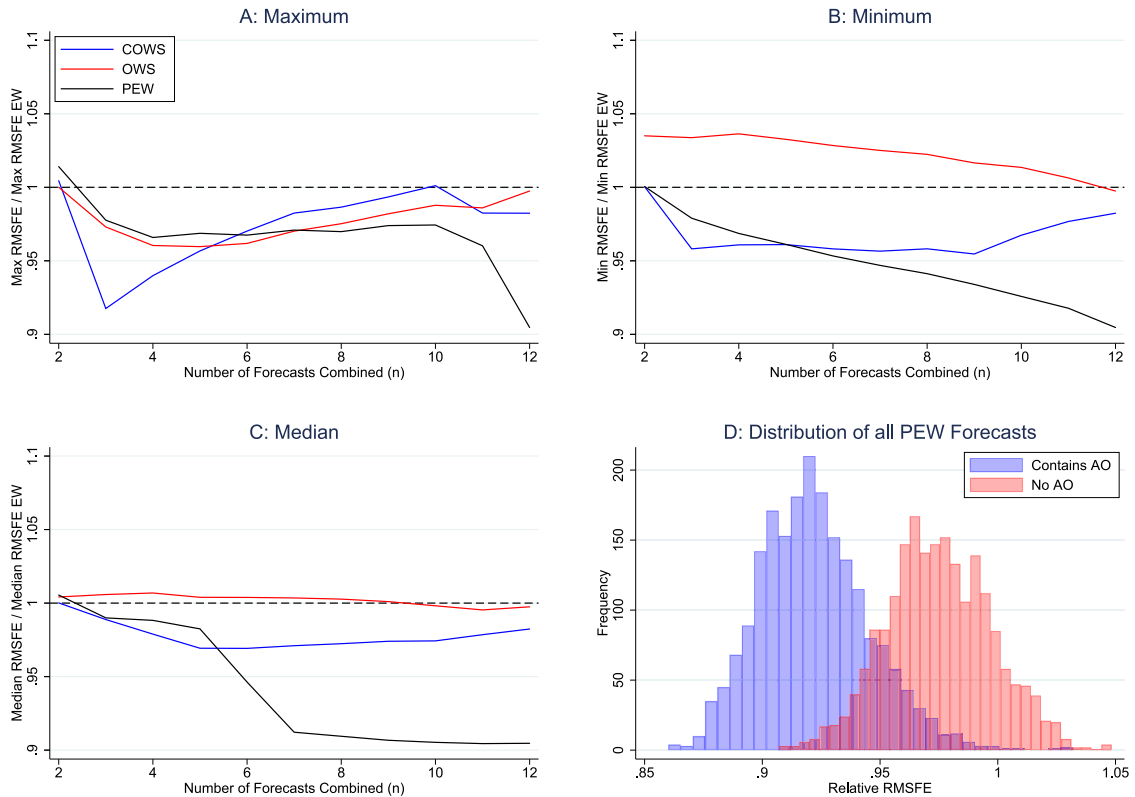 A: Maximum
Max RMSFE / Max RMSFE EW
1.1
1.05
1
.95
.9
COWS
OWS
PEW
2 4 6 8 10 12
Number of Forecasts Combined (n)
B: Minimum
Min RMSFE / Min RMSFE EW
1.1
1.05
1
.95
.9
2 4 6 8 10 12
Number of Forecasts Combined (n)
C: Median
Median RMSFE / Median RMSFE EW
1.1
1.05
1
.95
.9
2 4 6 8 10 12
Number of Forecasts Combined (n)
D: Distribution of all PEW Forecasts
Frequency
200
150
100
50
0
Contains AO
No AO
.85 .9 .95 1 1.05
Relative RMSFE